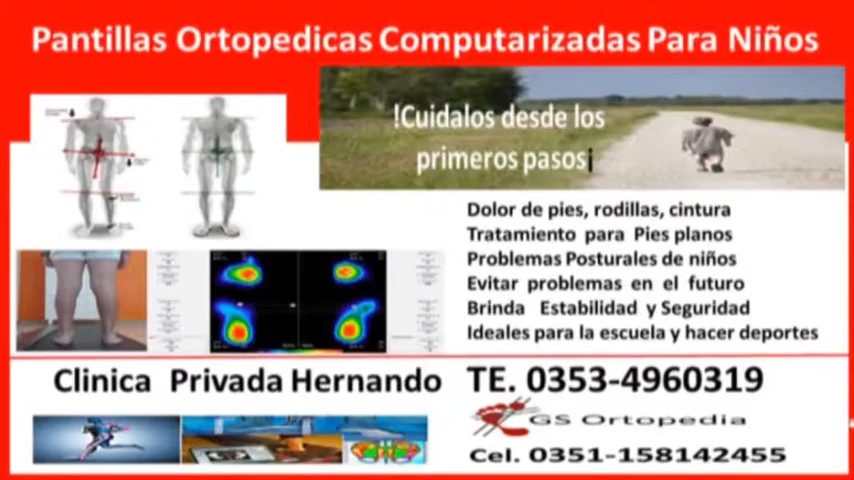 Pantillas Ortopedicas Computarizadas Para Niños
!Cuidalos desde los
primeros pasos¡
Dolor de pies, rodillas, cintura
Tratamiento para Pies planos
Problemas Posturales de niños
Evitar problemas en el futuro
Brinda Estabilidad y Seguridad
Ideales para la escuela y hacer deportes
Clinica Privada Hernando TE. 0353-4960319
GS Ortopedia
Cel. 0351-158142455